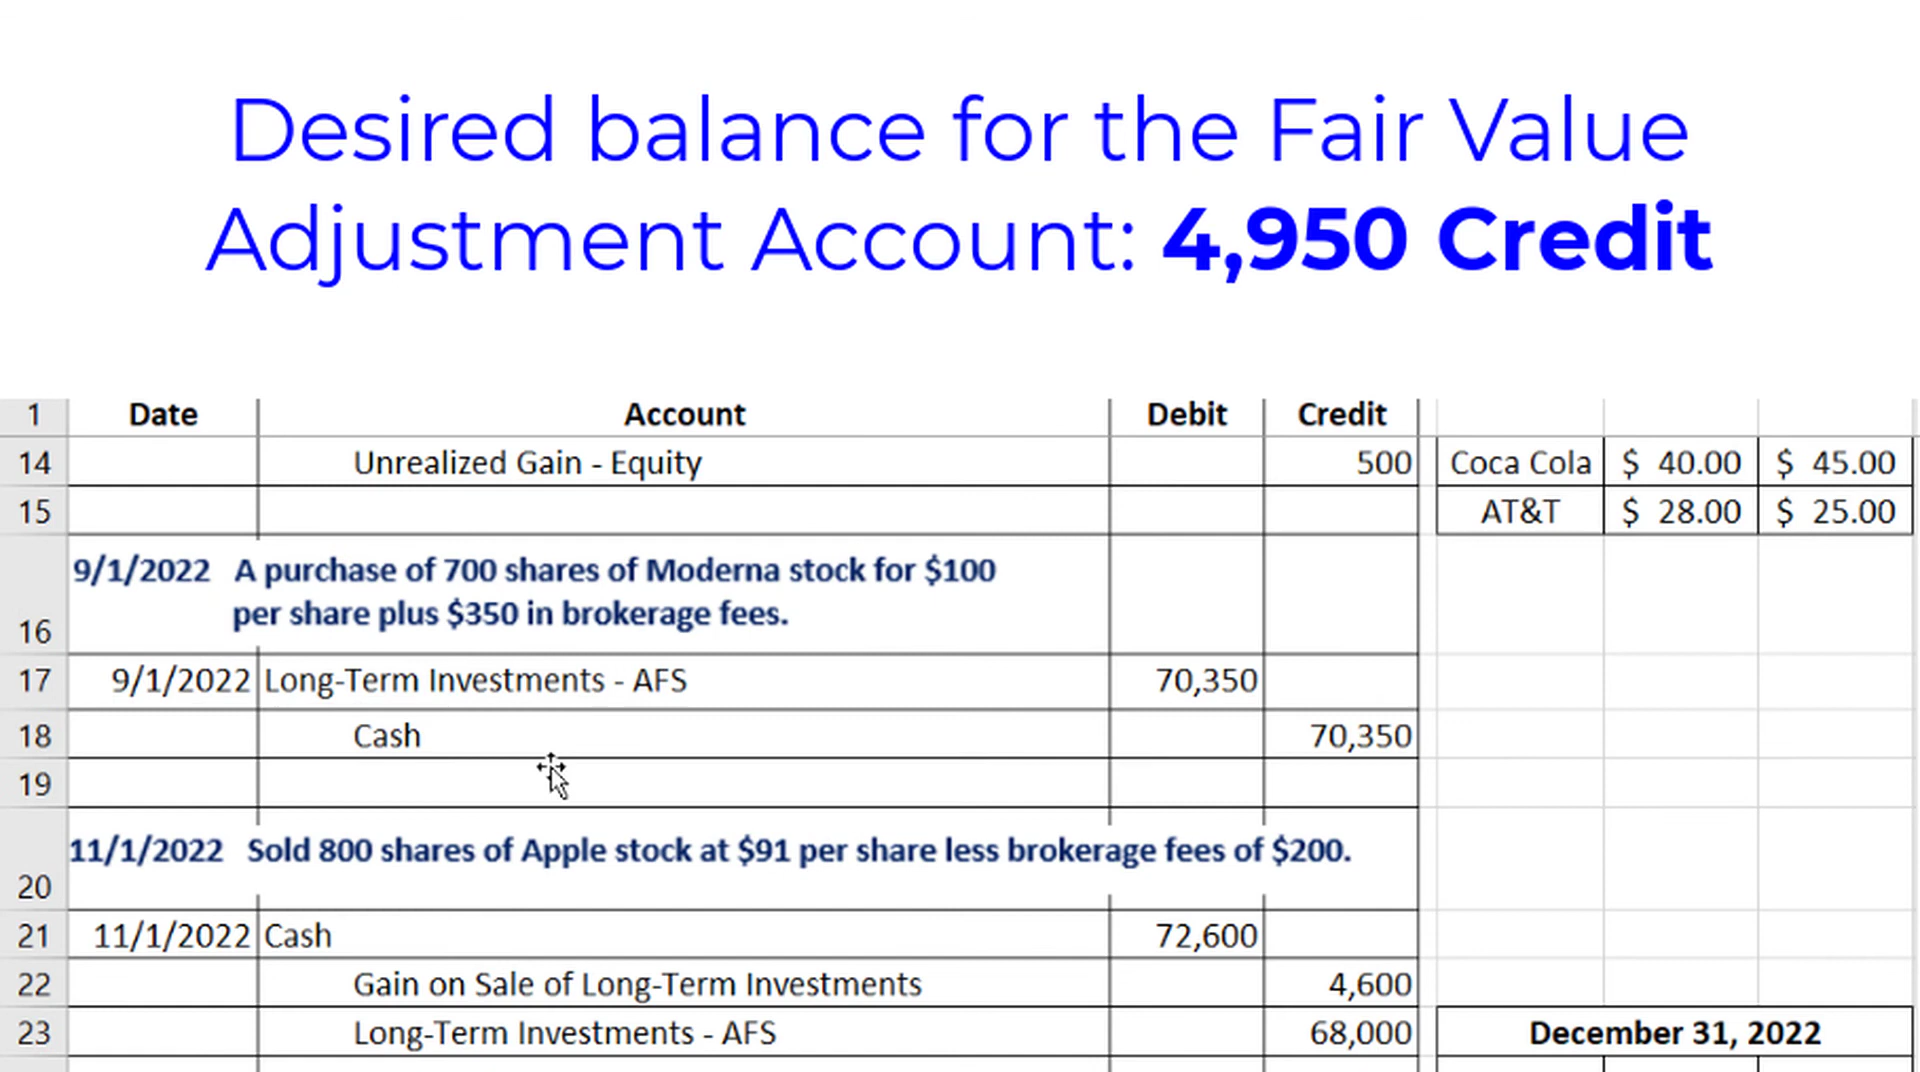 Desired balance for the Fair Value
Adjustment Account: 4,950 Credit
1 Date Account Debit Credit
14 Unrealized Gain - Equity 500 Coca Cola $ 40.00 $ 45.00
15 AT&T $ 28.00 $ 25.00
9/1/2022 A purchase of 700 shares of Moderna stock for $100
per share plus $350 in brokerage fees.
16
17 9/1/2022 Long-Term Investments - AFS 70,350
18 Cash 70,350
19
11/1/2022 Sold 800 shares of Apple stock at $91 per share less brokerage fees of $200.
20
21 11/1/2022 Cash 72,600
22 Gain on Sale of Long-Term Investments 4,600
23 Long-Term Investments - AFS 68,000 December 31, 2022